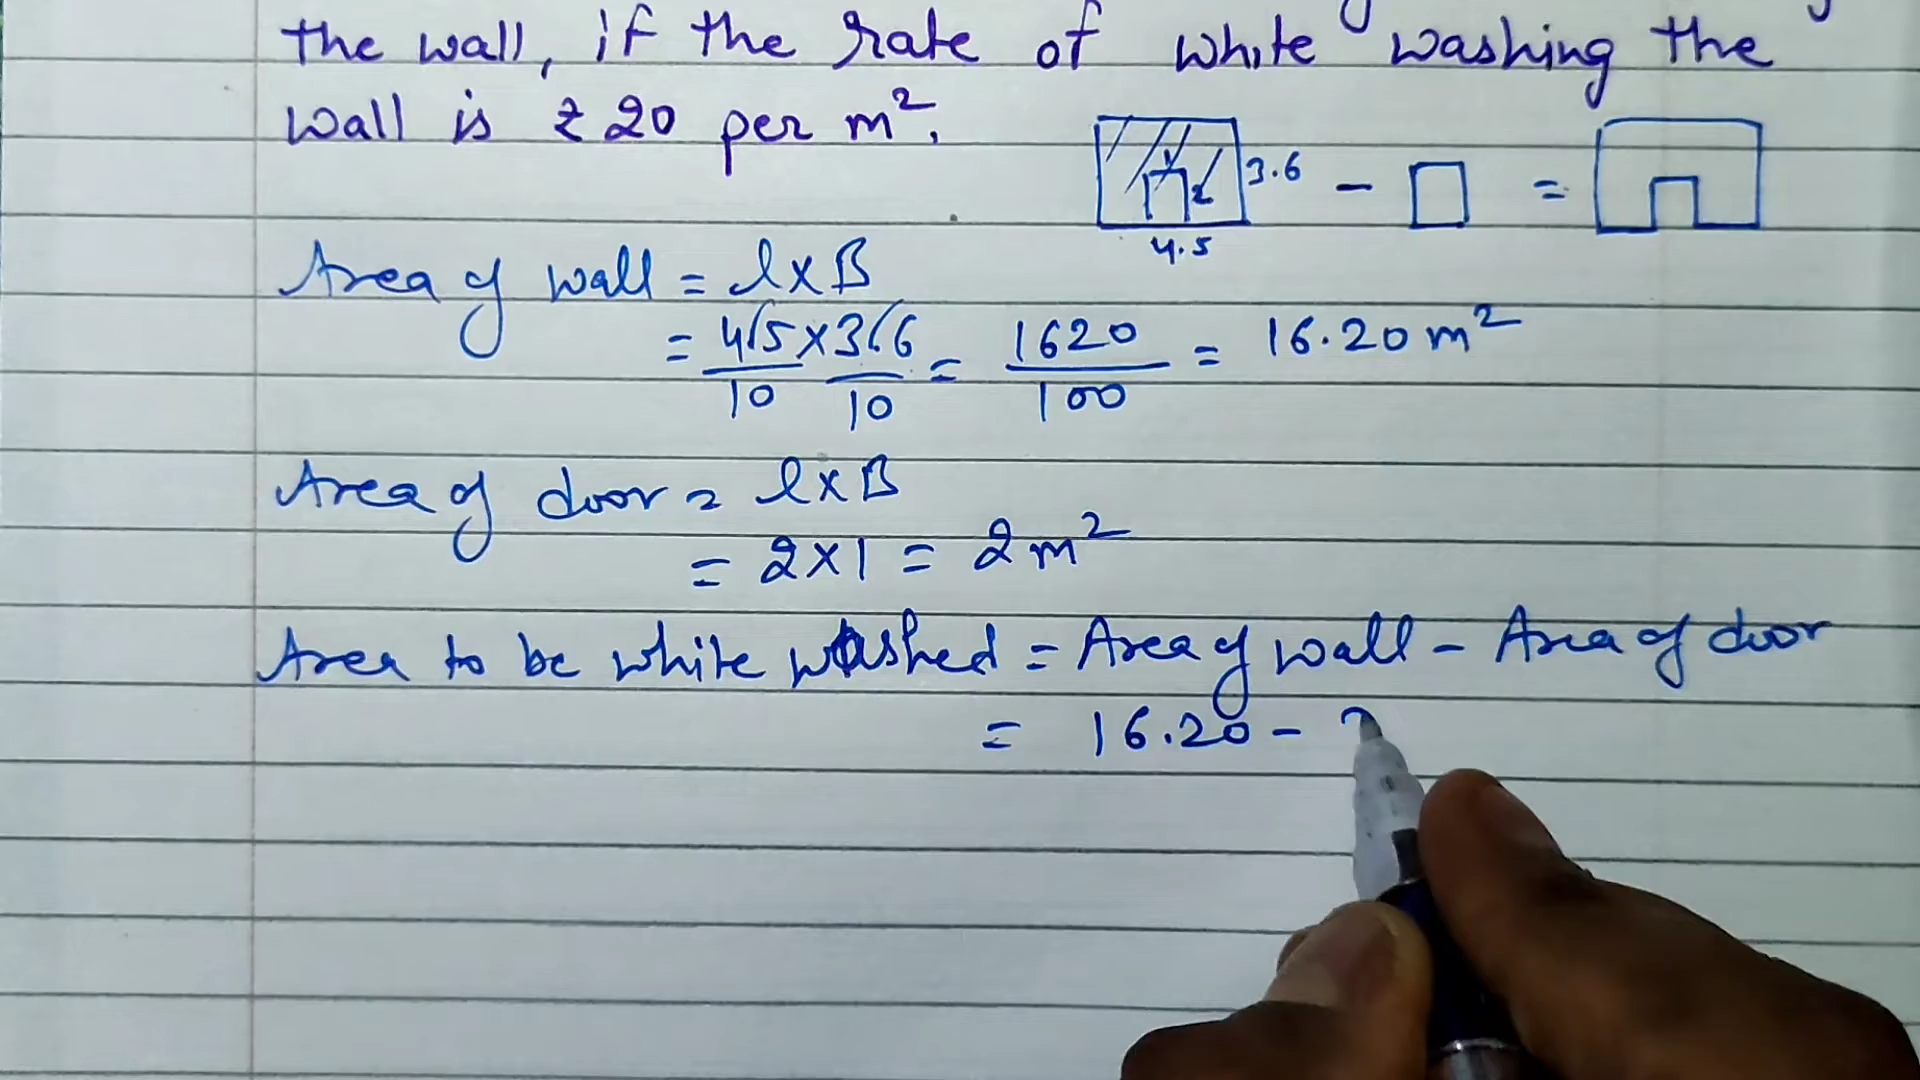 the wall, if the rate of white washing the
wall is ₹ 20 per m².
3.6 - =
4.5
Area of wall = l×B
= 45×36 = 1620 = 16.20 m²
10 10 100
Area of door = l×B
= 2×1 = 2 m²
Area to be white washed = Area of wall - Area of door
= 16.20 -